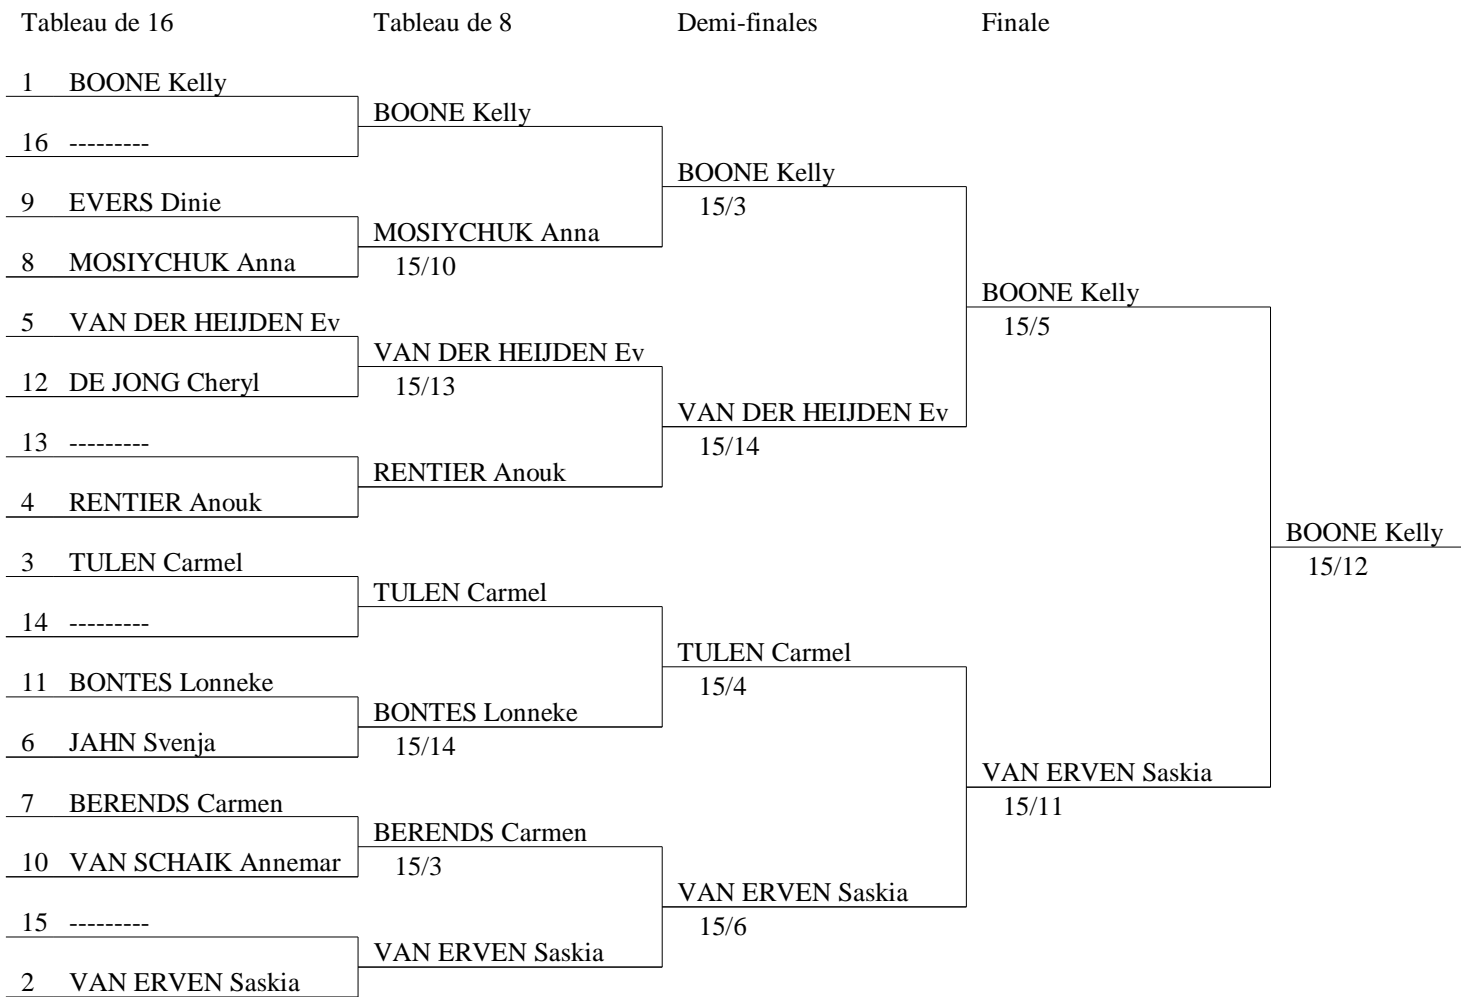 Tableau de 16 Tableau de 8 Demi-finales Finale
1 BOONE Kelly
BOONE Kelly
16 ---------
BOONE Kelly
15/3
9 EVERS Dinie
MOSIYCHUK Anna
15/10
8 MOSIYCHUK Anna
BOONE Kelly
15/5
5 VAN DER HEIJDEN Ev
VAN DER HEIJDEN Ev
15/13
12 DE JONG Cheryl
VAN DER HEIJDEN Ev
15/14
13 ---------
RENTIER Anouk
4 RENTIER Anouk
BOONE Kelly
15/12
3 TULEN Carmel
TULEN Carmel
14 ---------
TULEN Carmel
15/4
11 BONTES Lonneke
BONTES Lonneke
15/14
6 JAHN Svenja
VAN ERVEN Saskia
15/11
7 BERENDS Carmen
BERENDS Carmen
15/3
10 VAN SCHAIK Annemar
VAN ERVEN Saskia
15/6
15 ---------
VAN ERVEN Saskia
2 VAN ERVEN Saskia